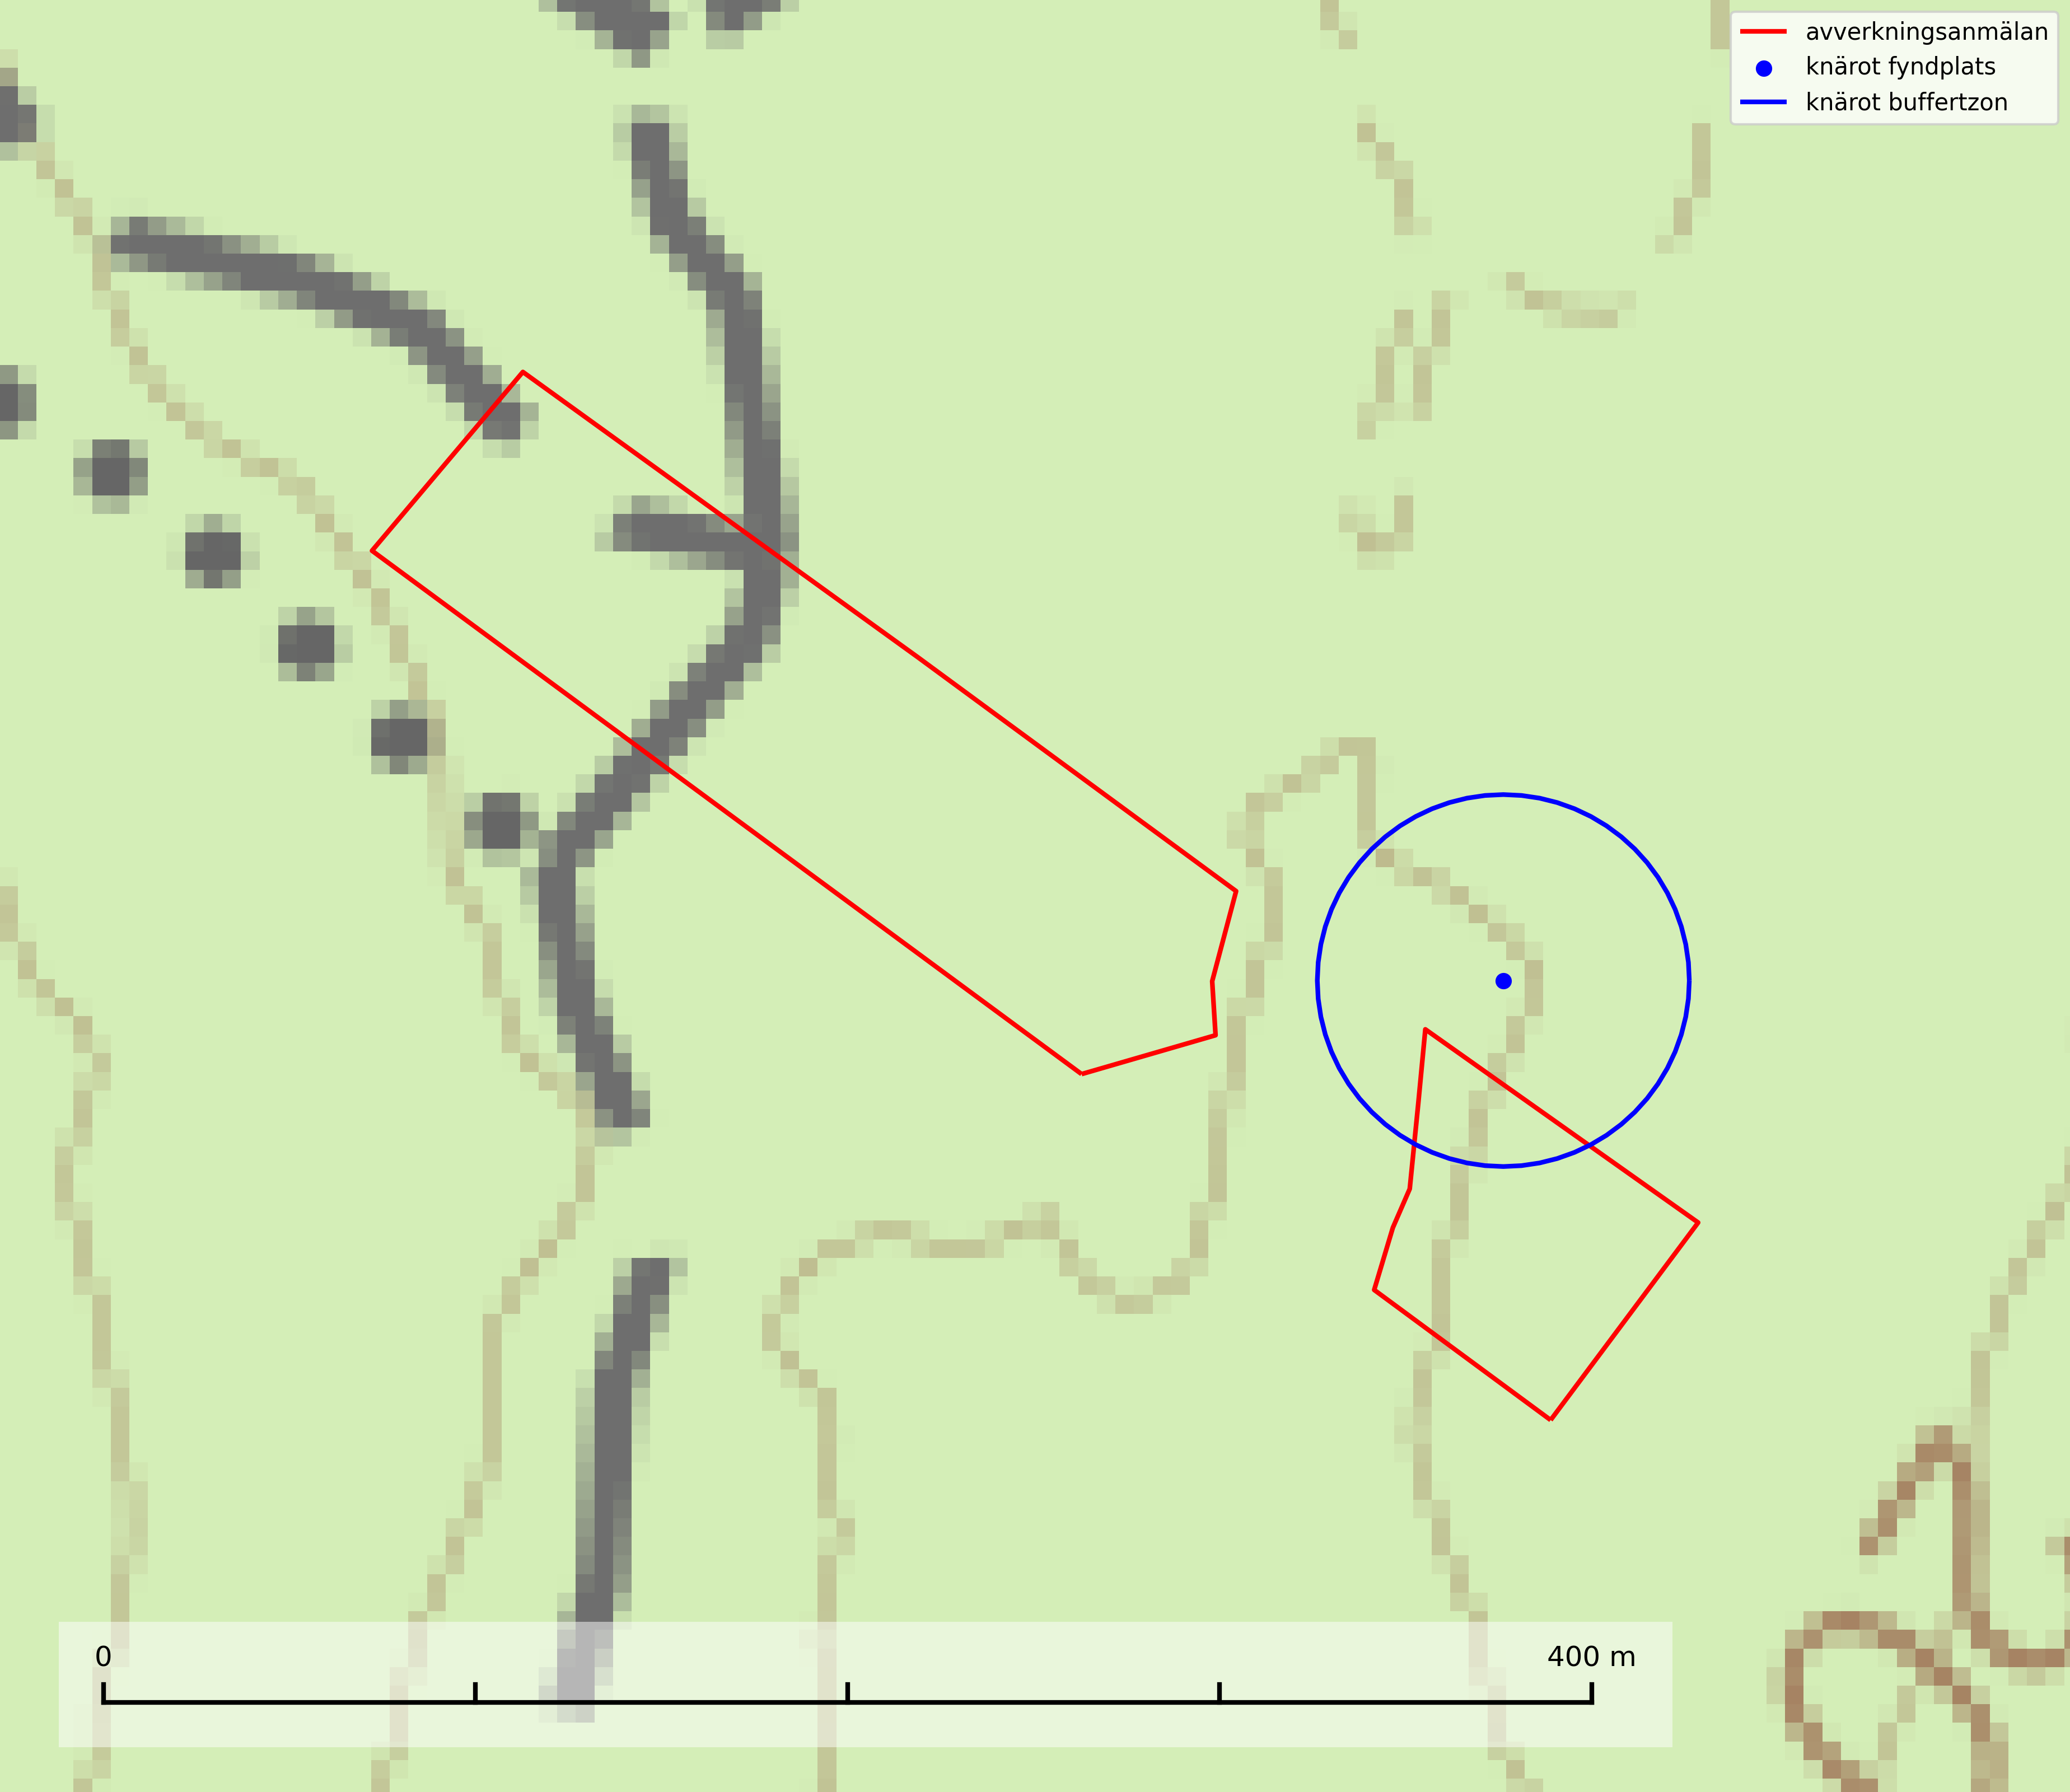 avverkningsanmälan
knärot fyndplats
knärot buffertzon
0
400 m